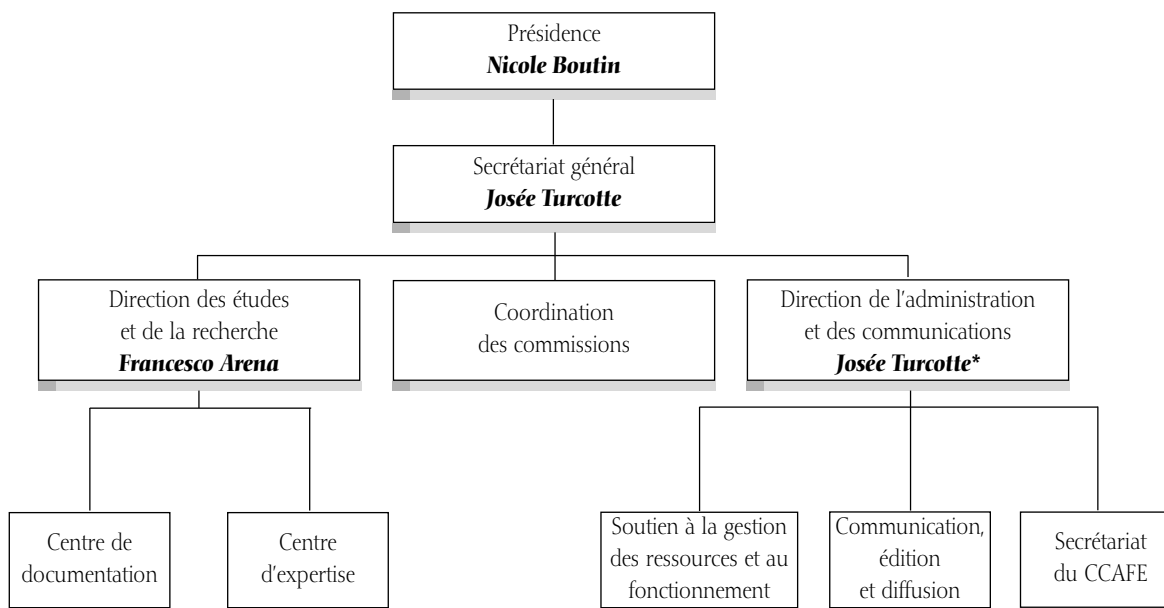 Présidence
Nicole Boutin
Secrétariat général
Josée Turcotte
Direction des études
et de la recherche
Francesco Arena
Coordination
des commissions
Direction de l'administration
et des communications
Josée Turcotte*
Centre de
documentation
Centre
d'expertise
Soutien à la gestion
des ressources et au
fonctionnement
Communication,
édition
et diffusion
Secrétariat
du CCAFE